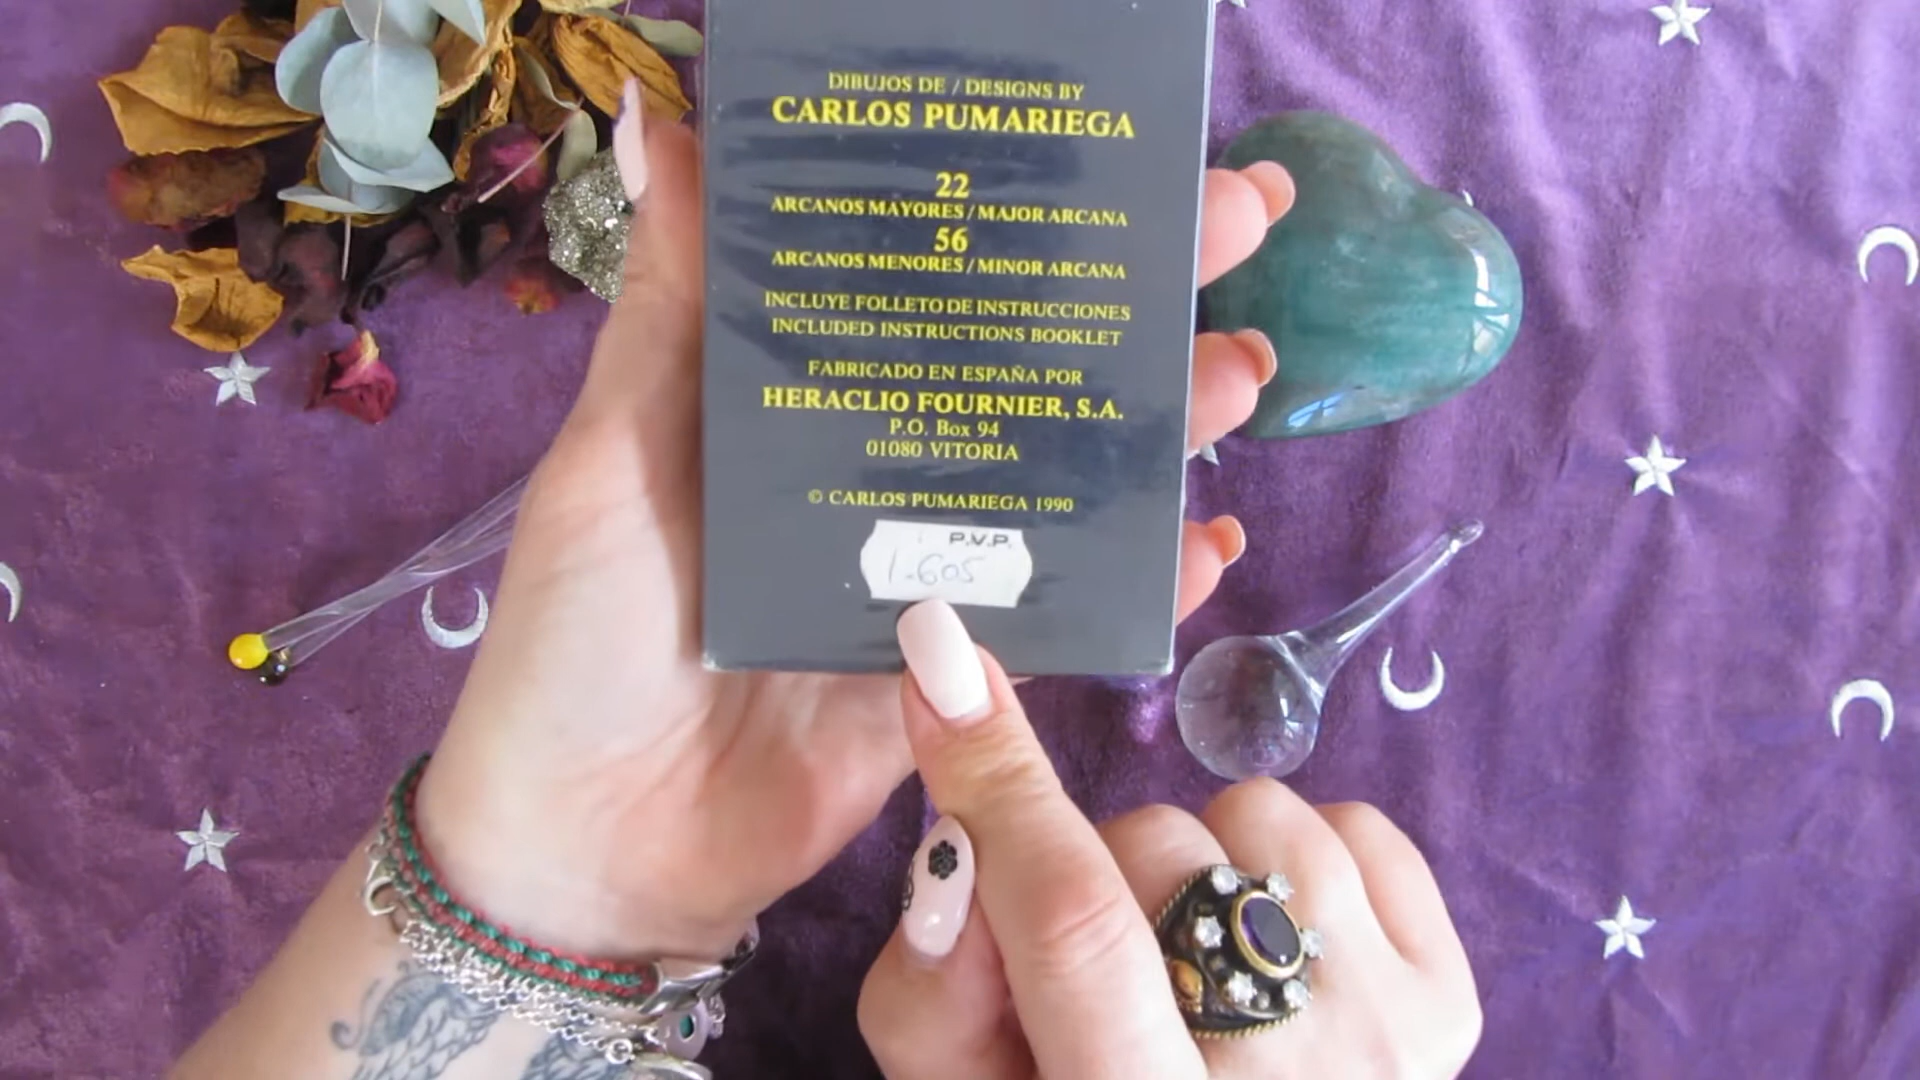 DIBUJOS DE / DESIGNS BY
CARLOS PUMARIEGA
22
ARCANOS MAYORES / MAJOR ARCANA
56
ARCANOS MENORES / MINOR ARCANA
INCLUYE FOLLETO DE INSTRUCCIONES
INCLUDED INSTRUCTIONS BOOKLET
FABRICADO EN ESPAÑA POR
HERACLIO FOURNIER, S.A.
P.O. Box 94
01080 VITORIA
© CARLOS PUMARIEGA 1990
P.V.P.
1.605